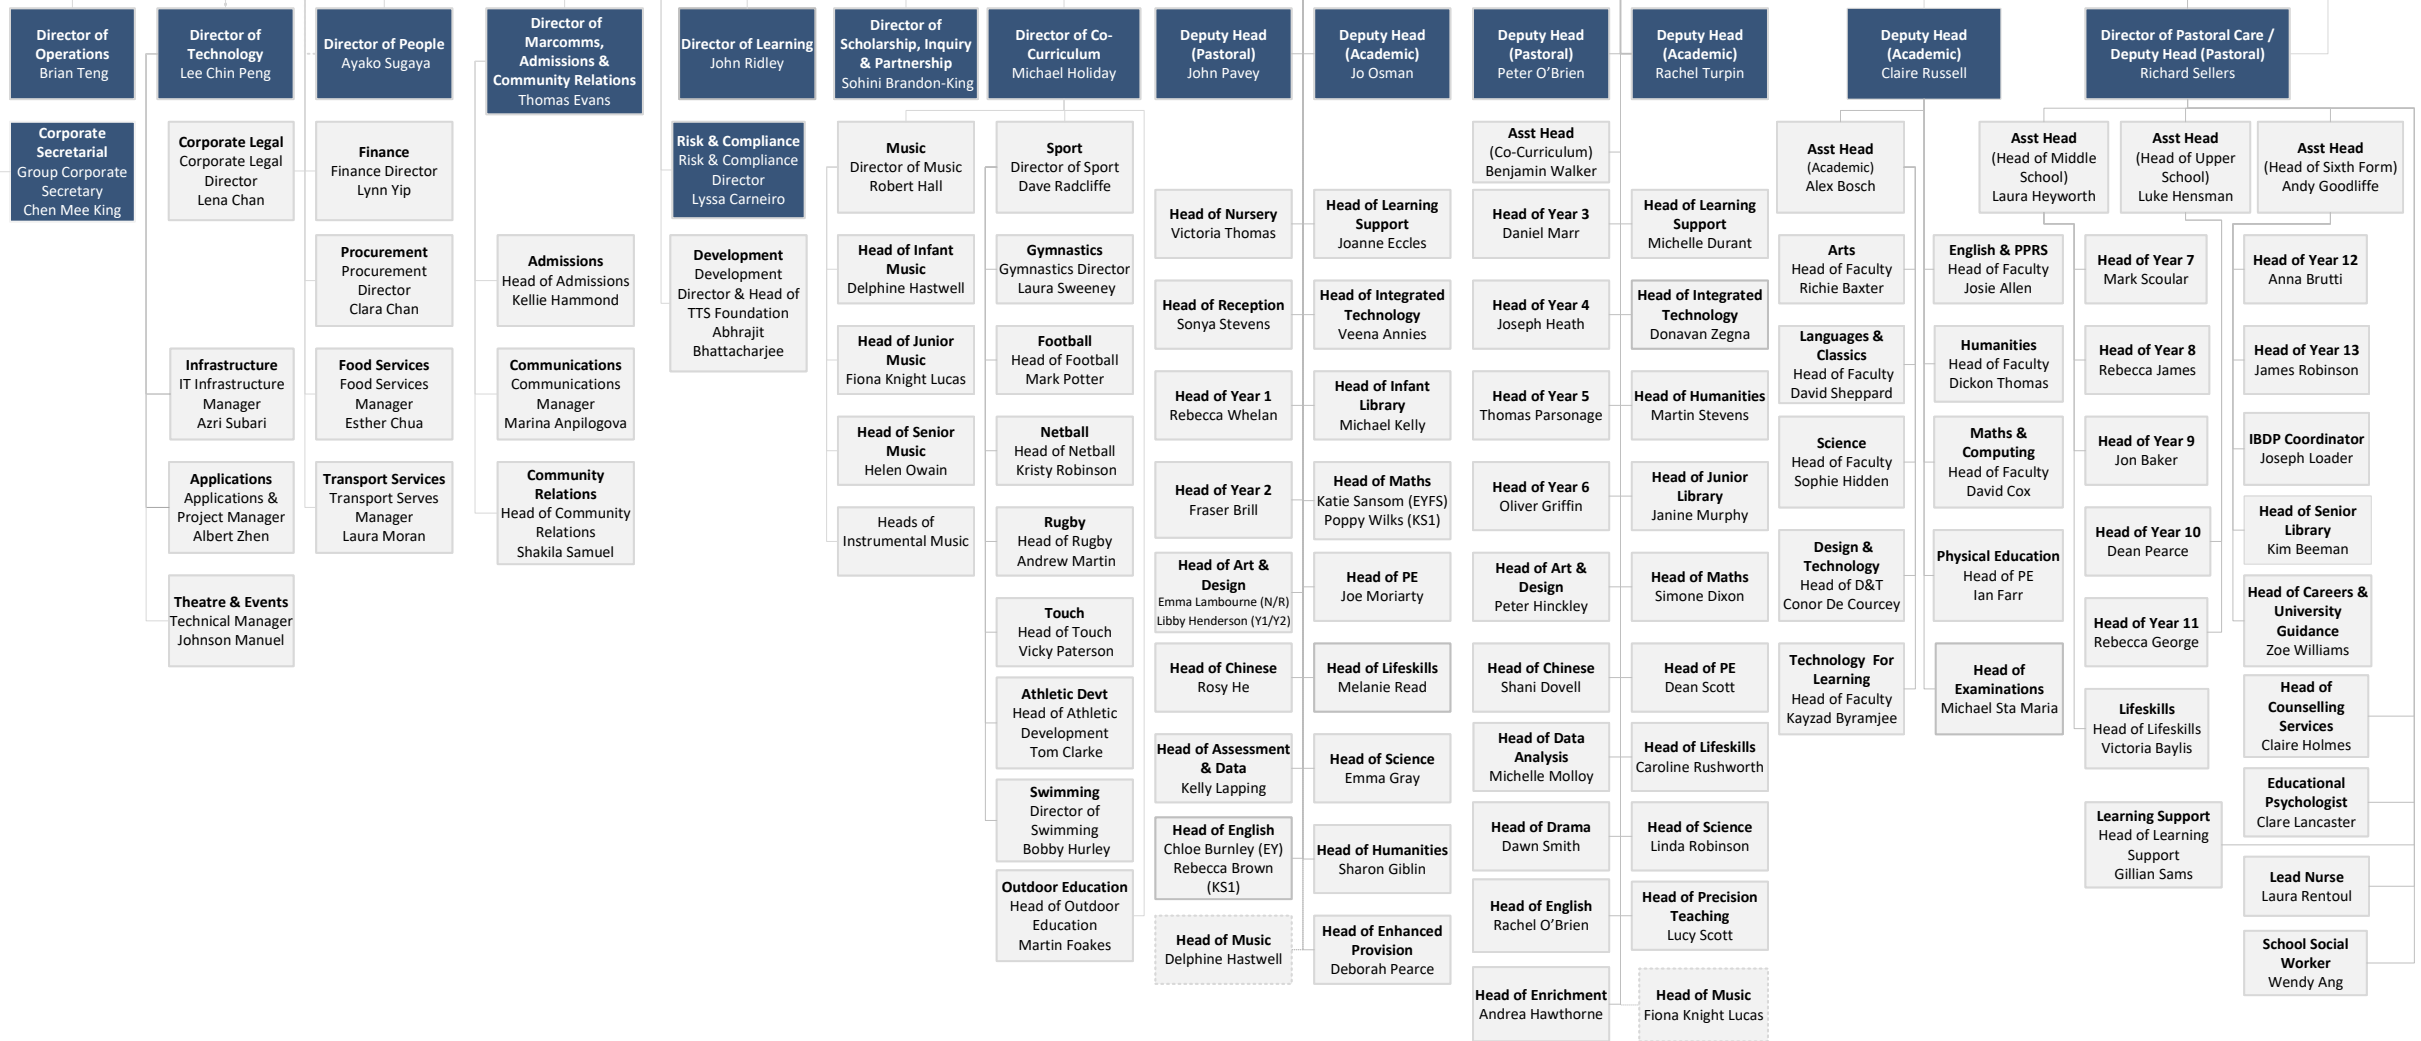 Director of
Operations
Brian Teng
Director of
Technology
Lee Chin Peng
Director of People
Ayako Sugaya
Director of
Marcomms,
Admissions &
Community Relations
Thomas Evans
Director of Learning
John Ridley
Director of
Scholarship, Inquiry
& Partnership
Sohini Brandon-King
Director of Co-
Curriculum
Michael Holiday
Deputy Head
(Pastoral)
John Pavey
Deputy Head
(Academic)
Jo Osman
Deputy Head
(Pastoral)
Peter O’Brien
Deputy Head
(Academic)
Rachel Turpin
Deputy Head
(Academic)
Claire Russell
Director of Pastoral Care /
Deputy Head (Pastoral)
Richard Sellers
Corporate
Secretarial
Group Corporate
Secretary
Chen Mee King
Corporate Legal
Corporate Legal
Director
Lena Chan
Infrastructure
IT Infrastructure
Manager
Azri Subari
Applications
Applications &
Project Manager
Albert Zhen
Theatre & Events
Technical Manager
Johnson Manuel
Finance
Finance Director
Lynn Yip
Procurement
Procurement
Director
Clara Chan
Food Services
Food Services
Manager
Esther Chua
Transport Services
Transport Serves
Manager
Laura Moran
Admissions
Head of Admissions
Kellie Hammond
Communications
Communications
Manager
Marina Anpilogova
Community
Relations
Head of Community
Relations
Shakila Samuel
Risk & Compliance
Risk & Compliance
Director
Lyssa Carneiro
Development
Development
Director & Head of
TTS Foundation
Abhrajit
Bhattacharjee
Music
Director of Music
Robert Hall
Head of Infant
Music
Delphine Hastwell
Head of Junior
Music
Fiona Knight Lucas
Head of Senior
Music
Helen Owain
Heads of
Instrumental Music
Sport
Director of Sport
Dave Radcliffe
Gymnastics
Gymnastics Director
Laura Sweeney
Football
Head of Football
Mark Potter
Netball
Head of Netball
Kristy Robinson
Rugby
Head of Rugby
Andrew Martin
Touch
Head of Touch
Vicky Paterson
Athletic Devt
Head of Athletic
Development
Tom Clarke
Swimming
Director of
Swimming
Bobby Hurley
Outdoor Education
Head of Outdoor
Education
Martin Foakes
Head of Nursery
Victoria Thomas
Head of Reception
Sonya Stevens
Head of Year 1
Rebecca Whelan
Head of Year 2
Fraser Brill
Head of Art &
Design
Emma Lambourne (N/R)
Libby Henderson (Y1/Y2)
Head of Chinese
Rosy He
Head of Assessment
& Data
Kelly Lapping
Head of English
Chloe Burnley (EY)
Rebecca Brown
(KS1)
Head of Music
Delphine Hastwell
Head of Learning
Support
Joanne Eccles
Head of Integrated
Technology
Veena Annies
Head of Infant
Library
Michael Kelly
Head of Maths
Katie Sansom (EYFS)
Poppy Wilks (KS1)
Head of PE
Joe Moriarty
Head of Lifeskills
Melanie Read
Head of Science
Emma Gray
Head of Humanities
Sharon Giblin
Head of Enhanced
Provision
Deborah Pearce
Asst Head
(Co-Curriculum)
Benjamin Walker
Head of Year 3
Daniel Marr
Head of Year 4
Joseph Heath
Head of Year 5
Thomas Parsonage
Head of Year 6
Oliver Griffin
Head of Art &
Design
Peter Hinckley
Head of Chinese
Shani Dovell
Head of Data
Analysis
Michelle Molloy
Head of Drama
Dawn Smith
Head of English
Rachel O’Brien
Head of Enrichment
Andrea Hawthorne
Head of Learning
Support
Michelle Durant
Head of Integrated
Technology
Donavan Zegna
Head of Humanities
Martin Stevens
Head of Junior
Library
Janine Murphy
Head of Maths
Simone Dixon
Head of PE
Dean Scott
Head of Lifeskills
Caroline Rushworth
Head of Science
Linda Robinson
Head of Precision
Teaching
Lucy Scott
Head of Music
Fiona Knight Lucas
Asst Head
(Academic)
Alex Bosch
Arts
Head of Faculty
Richie Baxter
Languages &
Classics
Head of Faculty
David Sheppard
Science
Head of Faculty
Sophie Hidden
Design &
Technology
Head of D&T
Conor De Courcey
Technology For
Learning
Head of Faculty
Kayzad Byramjee
English & PPRS
Head of Faculty
Josie Allen
Humanities
Head of Faculty
Dickon Thomas
Maths &
Computing
Head of Faculty
David Cox
Physical Education
Head of PE
Ian Farr
Head of
Examinations
Michael Sta Maria
Asst Head
(Head of Middle
School)
Laura Heyworth
Asst Head
(Head of Upper
School)
Luke Hensman
Asst Head
(Head of Sixth Form)
Andy Goodliffe
Head of Year 7
Mark Scoular
Head of Year 8
Rebecca James
Head of Year 9
Jon Baker
Head of Year 10
Dean Pearce
Head of Year 11
Rebecca George
Lifeskills
Head of Lifeskills
Victoria Baylis
Learning Support
Head of Learning
Support
Gillian Sams
Head of Year 12
Anna Brutti
Head of Year 13
James Robinson
IBDP Coordinator
Joseph Loader
Head of Senior
Library
Kim Beeman
Head of Careers &
University
Guidance
Zoe Williams
Head of
Counselling
Services
Claire Holmes
Educational
Psychologist
Clare Lancaster
Lead Nurse
Laura Rentoul
School Social
Worker
Wendy Ang